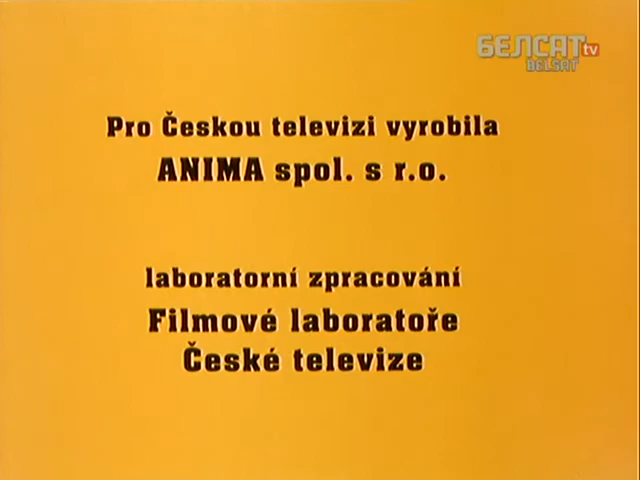 БЕЛСАТ tv
BELSAT
Pro Českou televizi vyrobila
ANIMA spol. s r.o.
laboratorní zpracování
Filmové laboratoře
České televize